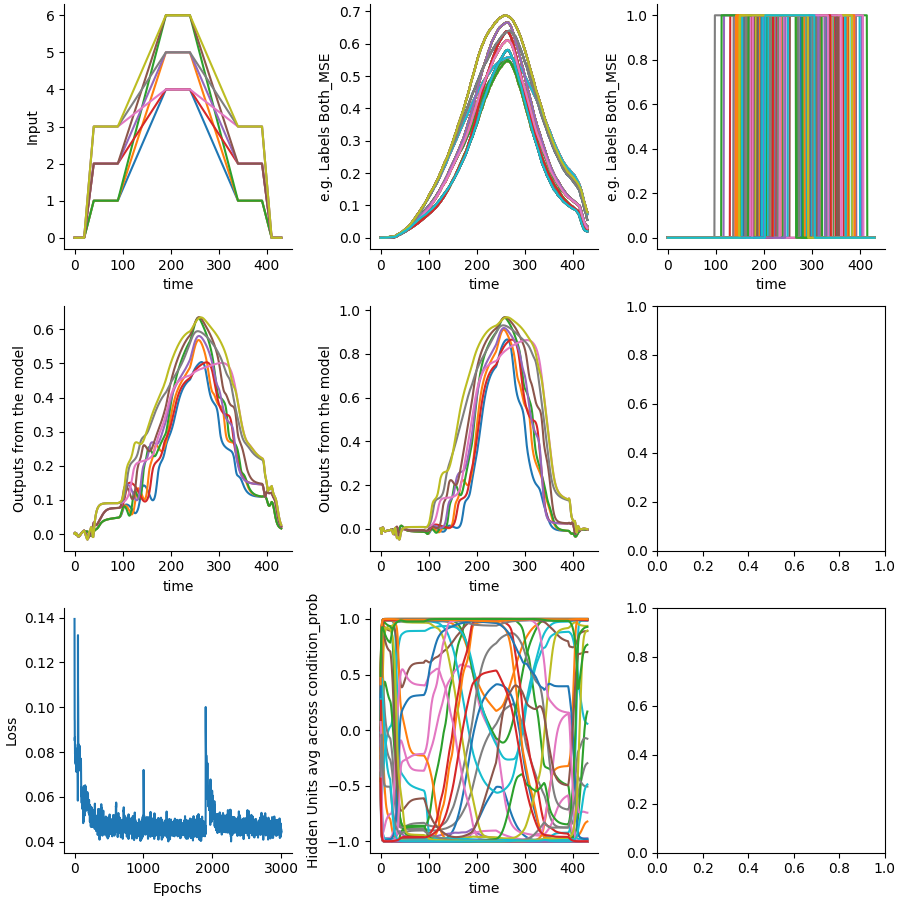 Input
6
5
4
3
2
1
0
0 100 200 300 400
time
e.g. Labels Both_MSE
0.7
0.6
0.5
0.4
0.3
0.2
0.1
0.0
0 100 200 300 400
time
e.g. Labels Both_MSE
1.0
0.8
0.6
0.4
0.2
0.0
0 100 200 300 400
time
Outputs from the model
0.6
0.5
0.4
0.3
0.2
0.1
0.0
0 100 200 300 400
time
Outputs from the model
1.0
0.8
0.6
0.4
0.2
0.0
0 100 200 300 400
time
1.0
0.8
0.6
0.4
0.2
0.0
0.0 0.2 0.4 0.6 0.8 1.0
Loss
0.14
0.12
0.10
0.08
0.06
0.04
0 1000 2000 3000
Epochs
Hidden Units avg across condition_prob
1.0
0.5
0.0
−0.5
−1.0
0 100 200 300 400
time
1.0
0.8
0.6
0.4
0.2
0.0
0.0 0.2 0.4 0.6 0.8 1.0